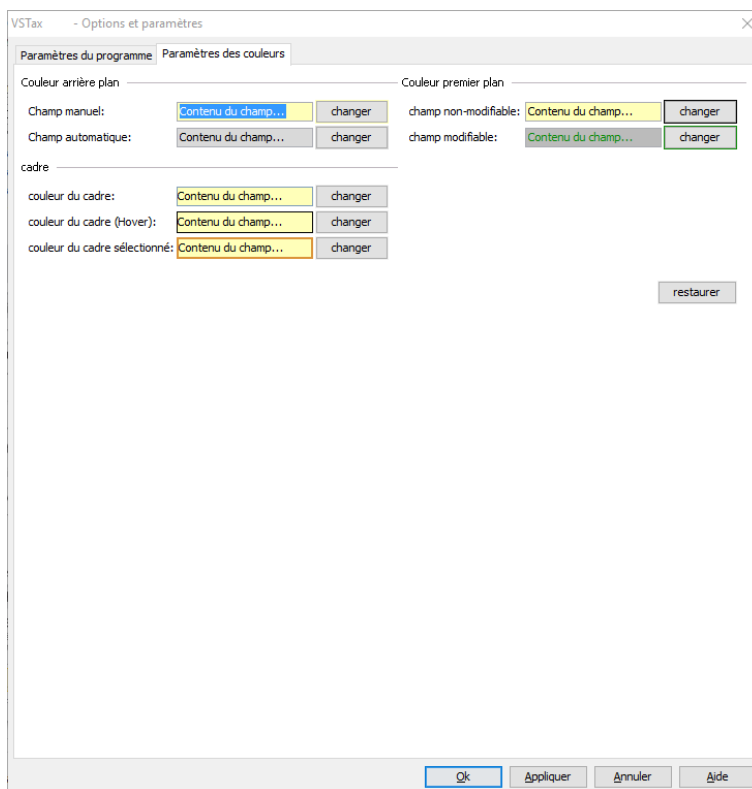 VSTax - Options et paramètres
Paramètres du programme Paramètres des couleurs
Couleur arrière plan Couleur premier plan
Champ manuel: Contenu du champ... changer champ non-modifiable: Contenu du champ... changer
Champ automatique: Contenu du champ... changer champ modifiable: Contenu du champ... changer
cadre
couleur du cadre: Contenu du champ... changer
couleur du cadre (Hover): Contenu du champ... changer
couleur du cadre sélectionné: Contenu du champ... changer
restaurer
Ok Appliquer Annuler Aide